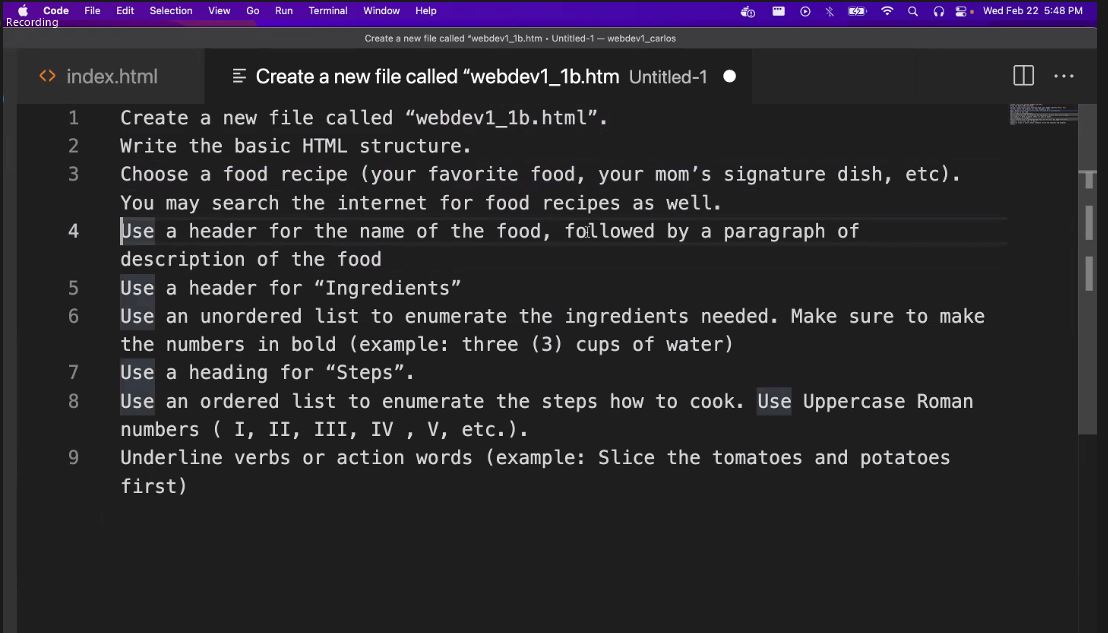 Code File Edit Selection View Go Run Terminal Window Help Wed Feb 22 5:48 PM
Recording
Create a new file called “webdev1_1b.htm • Untitled-1 — webdev1_carlos
<> index.html Create a new file called “webdev1_1b.htm Untitled-1
1 Create a new file called “webdev1_1b.html”.
2 Write the basic HTML structure.
3 Choose a food recipe (your favorite food, your mom’s signature dish, etc).
You may search the internet for food recipes as well.
4 Use a header for the name of the food, followed by a paragraph of
description of the food
5 Use a header for “Ingredients”
6 Use an unordered list to enumerate the ingredients needed. Make sure to make
the numbers in bold (example: three (3) cups of water)
7 Use a heading for “Steps”.
8 Use an ordered list to enumerate the steps how to cook. Use Uppercase Roman
numbers ( I, II, III, IV , V, etc.).
9 Underline verbs or action words (example: Slice the tomatoes and potatoes
first)